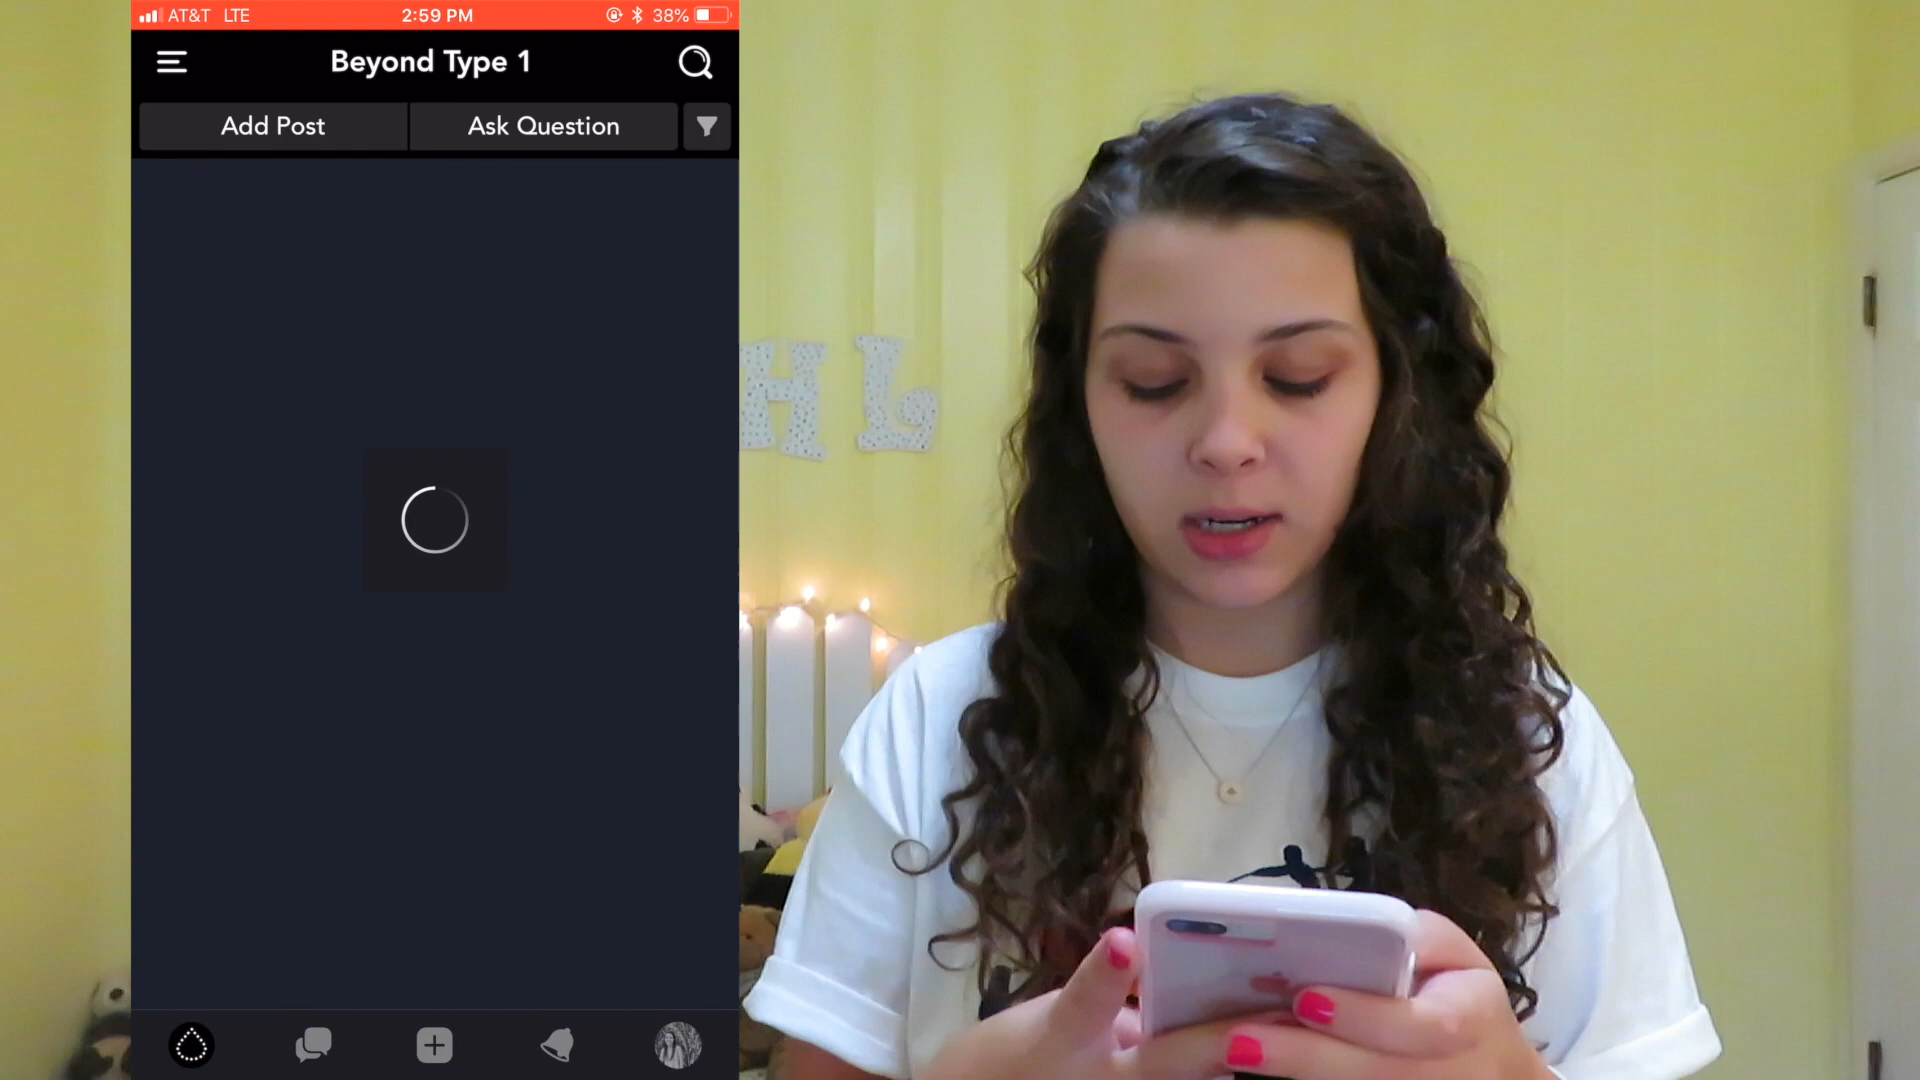 AT&T LTE 2:59 PM 38%
Beyond Type 1
Add Post Ask Question
H L